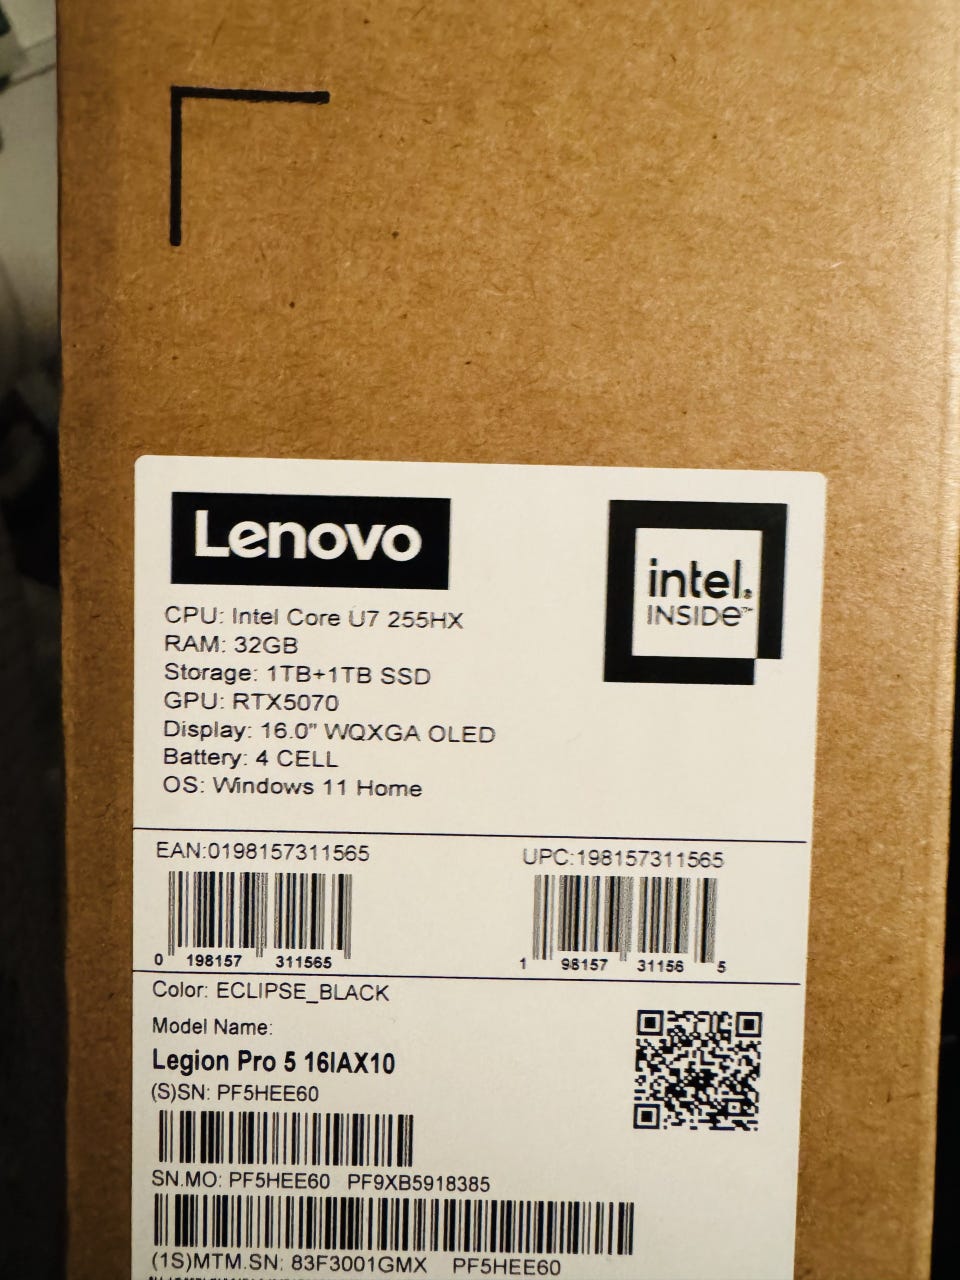 Lenovo
intel.
INSIDe™
CPU: Intel Core U7 255HX
RAM: 32GB
Storage: 1TB+1TB SSD
GPU: RTX5070
Display: 16.0" WQXGA OLED
Battery: 4 CELL
OS: Windows 11 Home
EAN:0198157311565
UPC:198157311565
0 198157 311565
1 98157 31156 5
Color: ECLIPSE_BLACK
Model Name:
Legion Pro 5 16IAX10
(S)SN: PF5HEE60
SN.MO: PF5HEE60 PF9XB5918385
(1S)MTM.SN: 83F3001GMX PF5HEE60